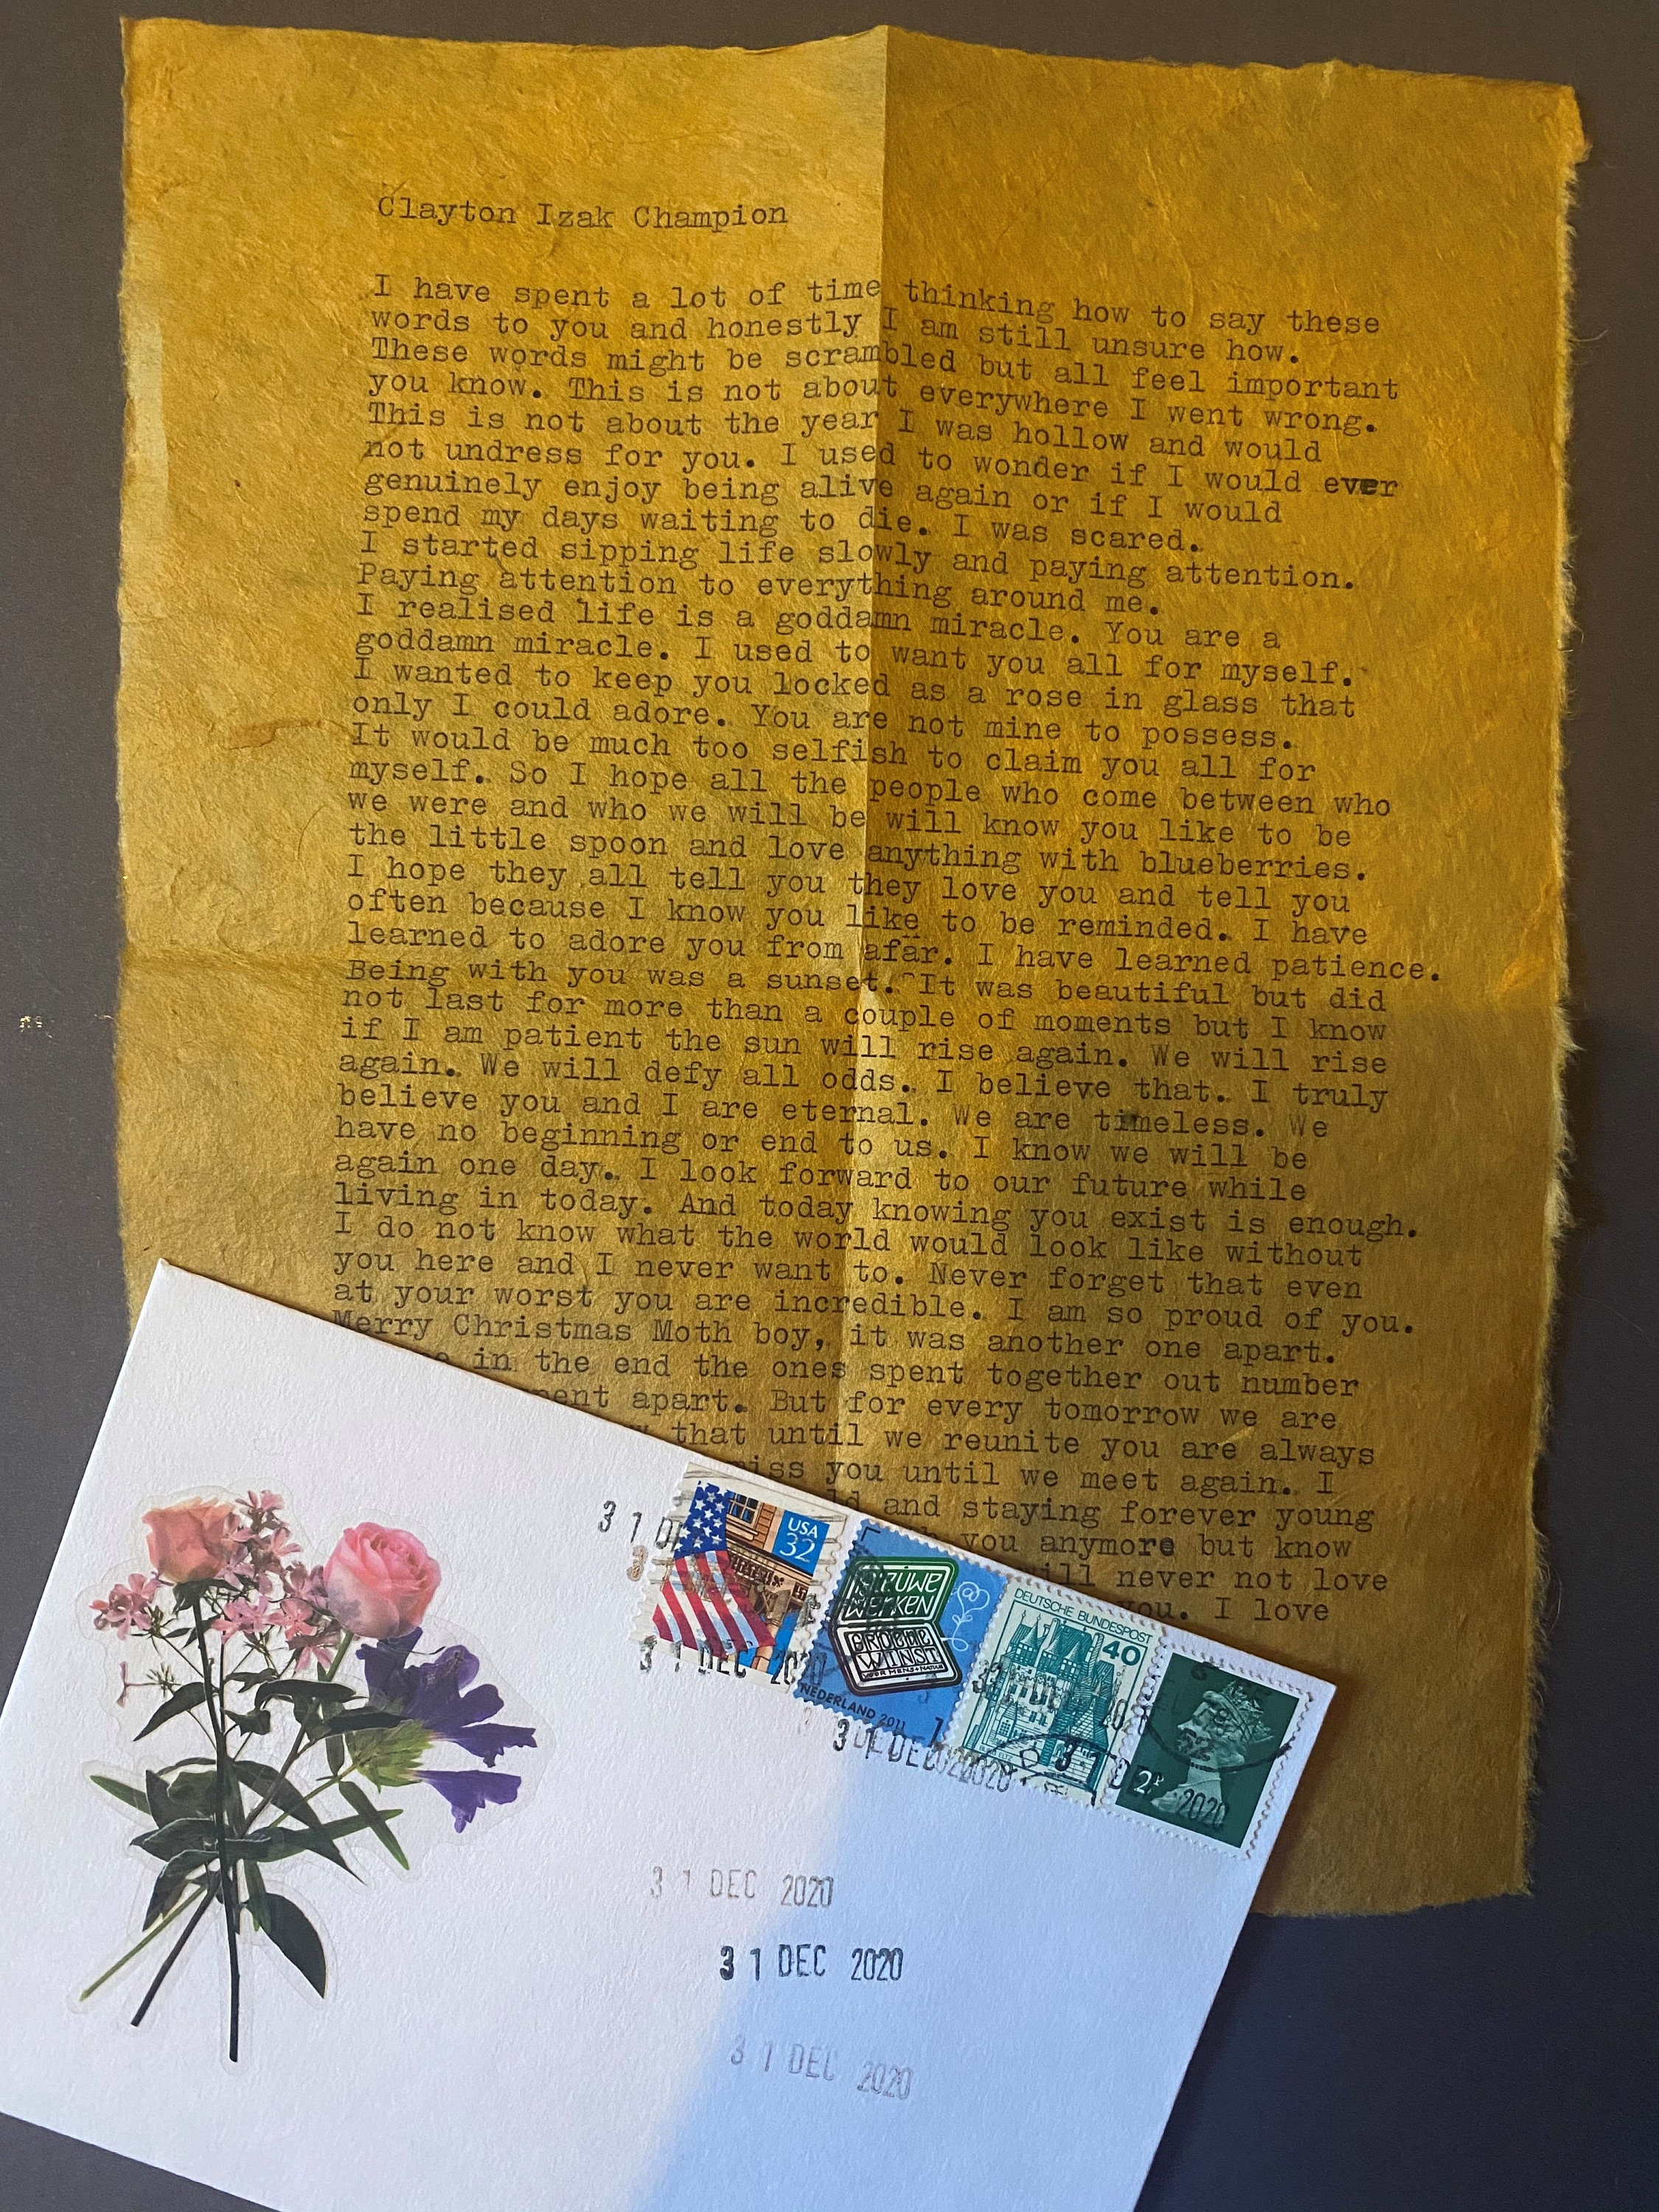 Clayton Izak Champion
I have spent a lot of time thinking how to say these
words to you and honestly I am still unsure how.
These words might be scrambled but all feel important
you know. This is not about everywhere I went wrong.
This is not about the year I was hollow and would
not undress for you. I used to wonder if I would ever
genuinely enjoy being alive again or if I would
spend my days waiting to die. I was scared.
I started sipping life slowly and paying attention.
Paying attention to everything around me.
I realised life is a goddamn miracle. You are a
goddamn miracle. I used to want you all for myself.
I wanted to keep you locked as a rose in glass that
only I could adore. You are not mine to possess.
It would be much too selfish to claim you all for
myself. So I hope all the people who come between who
we were and who we will be will know you like to be
the little spoon and love anything with blueberries.
I hope they all tell you they love you and tell you
often because I know you like to be reminded. I have
learned to adore you from afar. I have learned patience.
Being with you was a sunset. It was beautiful but did
not last for more than a couple of moments but I know
if I am patient the sun will rise again. We will rise
again. We will defy all odds. I believe that. I truly
believe you and I are eternal. We are timeless. We
have no beginning or end to us. I know we will be
again one day. I look forward to our future while
living in today. And today knowing you exist is enough.
I do not know what the world would look like without
you here and I never want to. Never forget that even
at your worst you are incredible. I am so proud of you.
Merry Christmas Moth boy, it was another one apart.
in the end the ones spent together out number
apart. But for every tomorrow we are
that until we reunite you are always
you until we meet again. I
and staying forever young
you anymore but know
never not love
you. I love
31
USA
32
31 DEC 2020
nieuwe
werken
GROENE
WINST
VOOR MENS + NATUUR
NEDERLAND 2011
1
31 DEC 2020
DEUTSCHE BUNDESPOST
40
2P
2020
31 DEC 2020
31 DEC 2020
31 DEC 2020